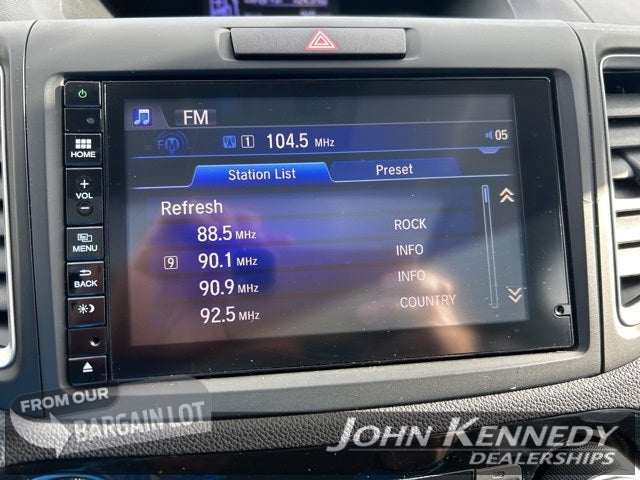 FM
FM 1 104.5 MHz 05
Station List Preset
Refresh
88.5 MHz ROCK
9 90.1 MHz INFO
90.9 MHz INFO
92.5 MHz COUNTRY
HOME
+
VOL
−
MENU
BACK
FROM OUR
BARGAIN LOT
JOHN KENNEDY
DEALERSHIPS